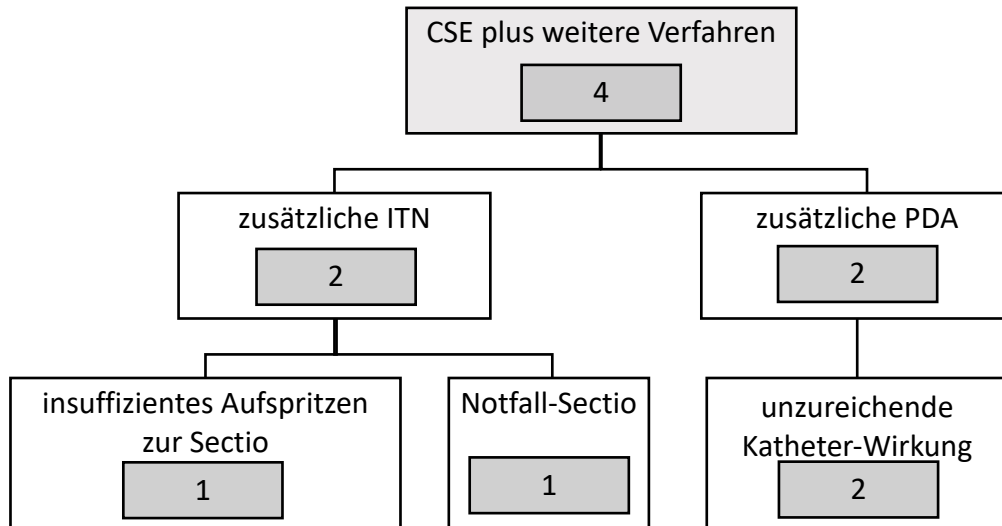 CSE plus weitere Verfahren
4
zusätzliche ITN
2
zusätzliche PDA
2
insuffizientes Aufspritzen
zur Sectio
1
Notfall-Sectio
1
unzureichende
Katheter-Wirkung
2